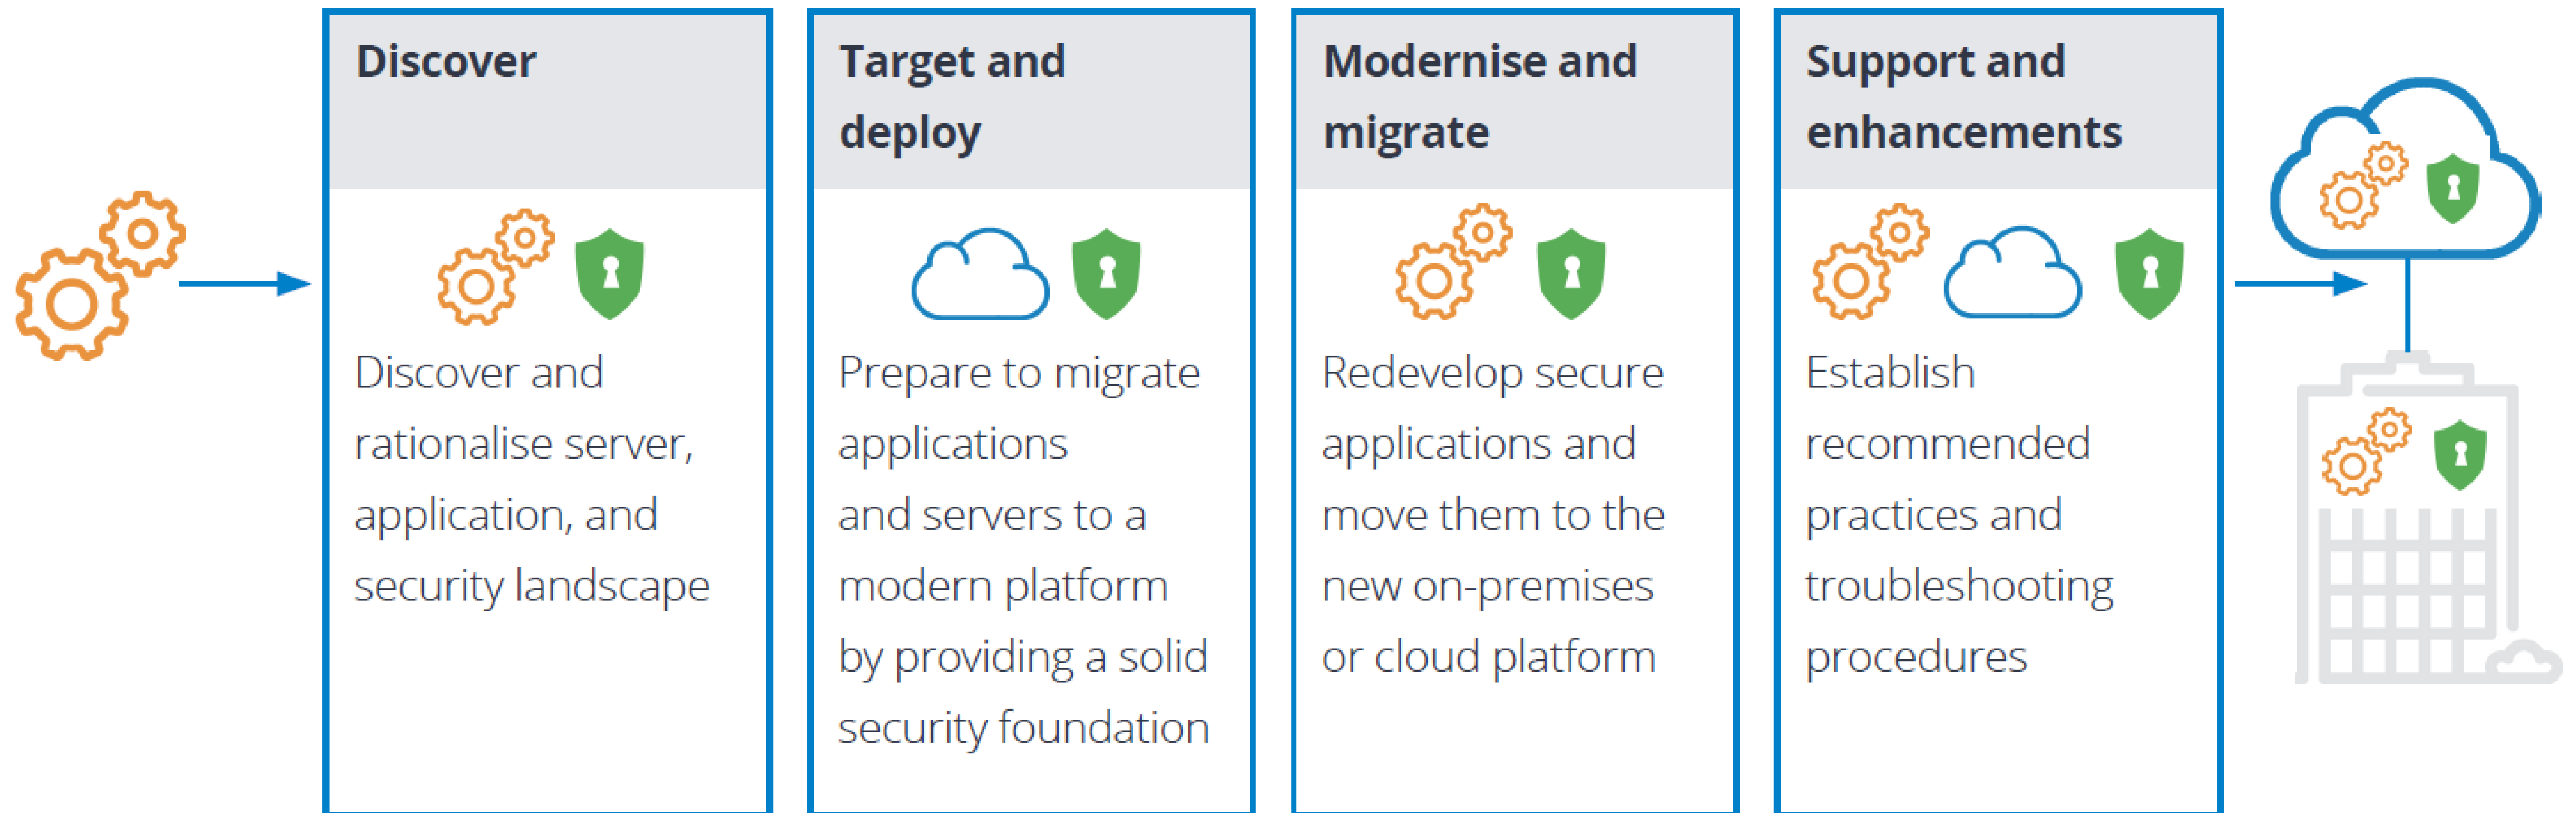 Discover
Discover and
rationalise server,
application, and
security landscape
Target and
deploy
Prepare to migrate
applications
and servers to a
modern platform
by providing a solid
security foundation
Modernise and
migrate
Redevelop secure
applications and
move them to the
new on-premises
or cloud platform
Support and
enhancements
Establish
recommended
practices and
troubleshooting
procedures